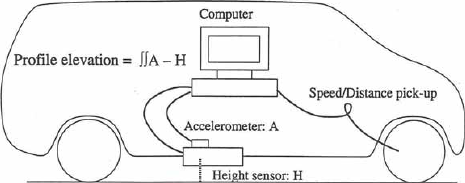 Computer
Profile elevation = ∬A – H
Speed/Distance pick-up
Accelerometer: A
Height sensor: H